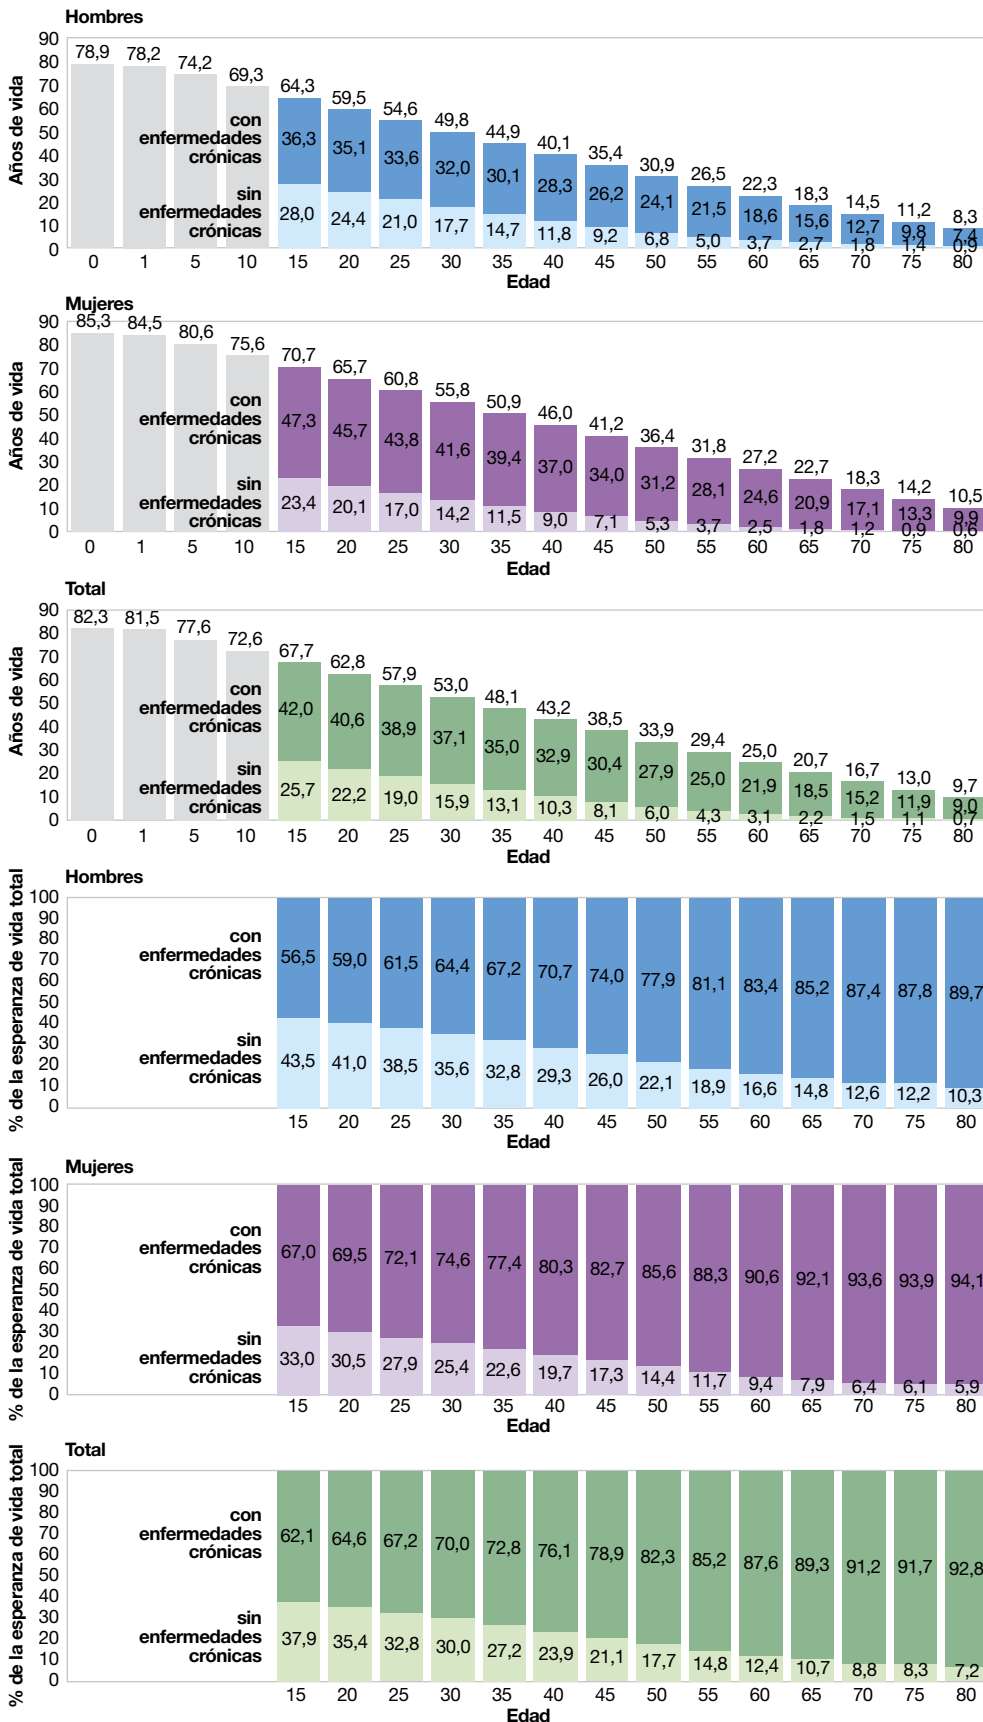 Hombres
Años de vida
90
80
70
60
50
40
30
20
10
0
78,9 78,2 74,2 69,3 64,3 59,5 54,6 49,8 44,9 40,1 35,4 30,9 26,5 22,3 18,3 14,5 11,2 8,3
con
enfermedades
crónicas
36,3 35,1 33,6 32,0 30,1 28,3 26,2 24,1 21,5 18,6 15,6 12,7 9,8 7,4
sin
enfermedades
crónicas
28,0 24,4 21,0 17,7 14,7 11,8 9,2 6,8 5,0 3,7 2,7 1,8 1,4 0,9
0 1 5 10 15 20 25 30 35 40 45 50 55 60 65 70 75 80
Edad
Mujeres
Años de vida
90
80
70
60
50
40
30
20
10
0
85,3 84,5 80,6 75,6 70,7 65,7 60,8 55,8 50,9 46,0 41,2 36,4 31,8 27,2 22,7 18,3 14,2 10,5
con
enfermedades
crónicas
47,3 45,7 43,8 41,6 39,4 37,0 34,0 31,2 28,1 24,6 20,9 17,1 13,3 9,9
sin
enfermedades
crónicas
23,4 20,1 17,0 14,2 11,5 9,0 7,1 5,3 3,7 2,5 1,8 1,2 0,9 0,6
0 1 5 10 15 20 25 30 35 40 45 50 55 60 65 70 75 80
Edad
Total
Años de vida
90
80
70
60
50
40
30
20
10
0
82,3 81,5 77,6 72,6 67,7 62,8 57,9 53,0 48,1 43,2 38,5 33,9 29,4 25,0 20,7 16,7 13,0 9,7
con
enfermedades
crónicas
42,0 40,6 38,9 37,1 35,0 32,9 30,4 27,9 25,0 21,9 18,5 15,2 11,9 9,0
sin
enfermedades
crónicas
25,7 22,2 19,0 15,9 13,1 10,3 8,1 6,0 4,3 3,1 2,2 1,5 1,1 0,7
0 1 5 10 15 20 25 30 35 40 45 50 55 60 65 70 75 80
Edad
Hombres
% de la esperanza de vida total
100
90
80
70
60
50
40
30
20
10
0
con
enfermedades
crónicas
56,5 59,0 61,5 64,4 67,2 70,7 74,0 77,9 81,1 83,4 85,2 87,4 87,8 89,7
sin
enfermedades
crónicas
43,5 41,0 38,5 35,6 32,8 29,3 26,0 22,1 18,9 16,6 14,8 12,6 12,2 10,3
15 20 25 30 35 40 45 50 55 60 65 70 75 80
Edad
Mujeres
% de la esperanza de vida total
100
90
80
70
60
50
40
30
20
10
0
con
enfermedades
crónicas
67,0 69,5 72,1 74,6 77,4 80,3 82,7 85,6 88,3 90,6 92,1 93,6 93,9 94,1
sin
enfermedades
crónicas
33,0 30,5 27,9 25,4 22,6 19,7 17,3 14,4 11,7 9,4 7,9 6,4 6,1 5,9
15 20 25 30 35 40 45 50 55 60 65 70 75 80
Edad
Total
% de la esperanza de vida total
100
90
80
70
60
50
40
30
20
10
0
con
enfermedades
crónicas
62,1 64,6 67,2 70,0 72,8 76,1 78,9 82,3 85,2 87,6 89,3 91,2 91,7 92,8
sin
enfermedades
crónicas
37,9 35,4 32,8 30,0 27,2 23,9 21,1 17,7 14,8 12,4 10,7 8,8 8,3 7,2
15 20 25 30 35 40 45 50 55 60 65 70 75 80
Edad